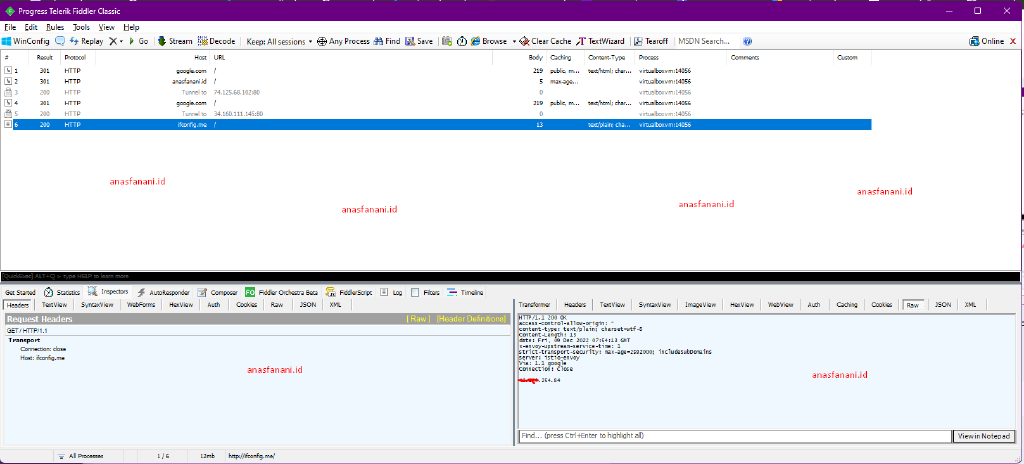 Progress Telerik Fiddler Classic
File Edit Rules Tools View Help
WinConfig Replay Go Stream Decode Keep: All sessions Any Process Find Save Browse Clear Cache TextWizard Tearoff MSDN Search... Online X
# Result Protocol Host URL Body Caching Content-Type Process Comments Custom
1 301 HTTP google.com / 219 public, m... text/html; char... virtualboxvm:14056
2 301 HTTP anasfanani.id / 5 max-age... virtualboxvm:14056
3 200 HTTP Tunnel to 74.125.68.102:80 0 virtualboxvm:14056
4 301 HTTP google.com / 219 public, m... text/html; char... virtualboxvm:14056
5 200 HTTP Tunnel to 34.160.111.145:80 0 virtualboxvm:14056
6 200 HTTP ifconfig.me / 13 text/plain; cha... virtualboxvm:14056
anasfanani.id
anasfanani.id
anasfanani.id
anasfanani.id
[QuickExec] ALT+Q > type HELP to learn more
Get Started Statistics Inspectors AutoResponder Composer FO Fiddler Orchestra Beta FiddlerScript Log Filters Timeline
Headers TextView SyntaxView WebForms HexView Auth Cookies Raw JSON XML
Request Headers [ Raw ] [Header Definitions]
GET / HTTP/1.1
Transport
Connection: close
Host: ifconfig.me
anasfanani.id
Transformer Headers TextView SyntaxView ImageView HexView WebView Auth Caching Cookies Raw JSON XML
HTTP/1.1 200 OK
access-control-allow-origin: *
content-type: text/plain; charset=utf-8
Content-Length: 13
date: Fri, 09 Dec 2022 07:54:13 GMT
x-envoy-upstream-service-time: 2
strict-transport-security: max-age=2592000; includeSubDomains
server: istio-envoy
Via: 1.1 google
Connection: close
.254.84
anasfanani.id
Find... (press Ctrl+Enter to highlight all) View in Notepad
All Processes 1 / 6 12mb http://ifconfig.me/